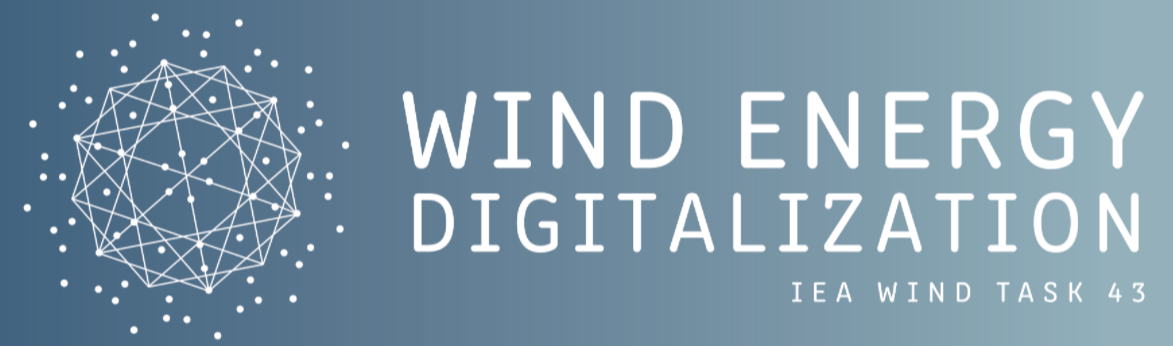 WIND ENERGY
DIGITALIZATION
IEA WIND TASK 43